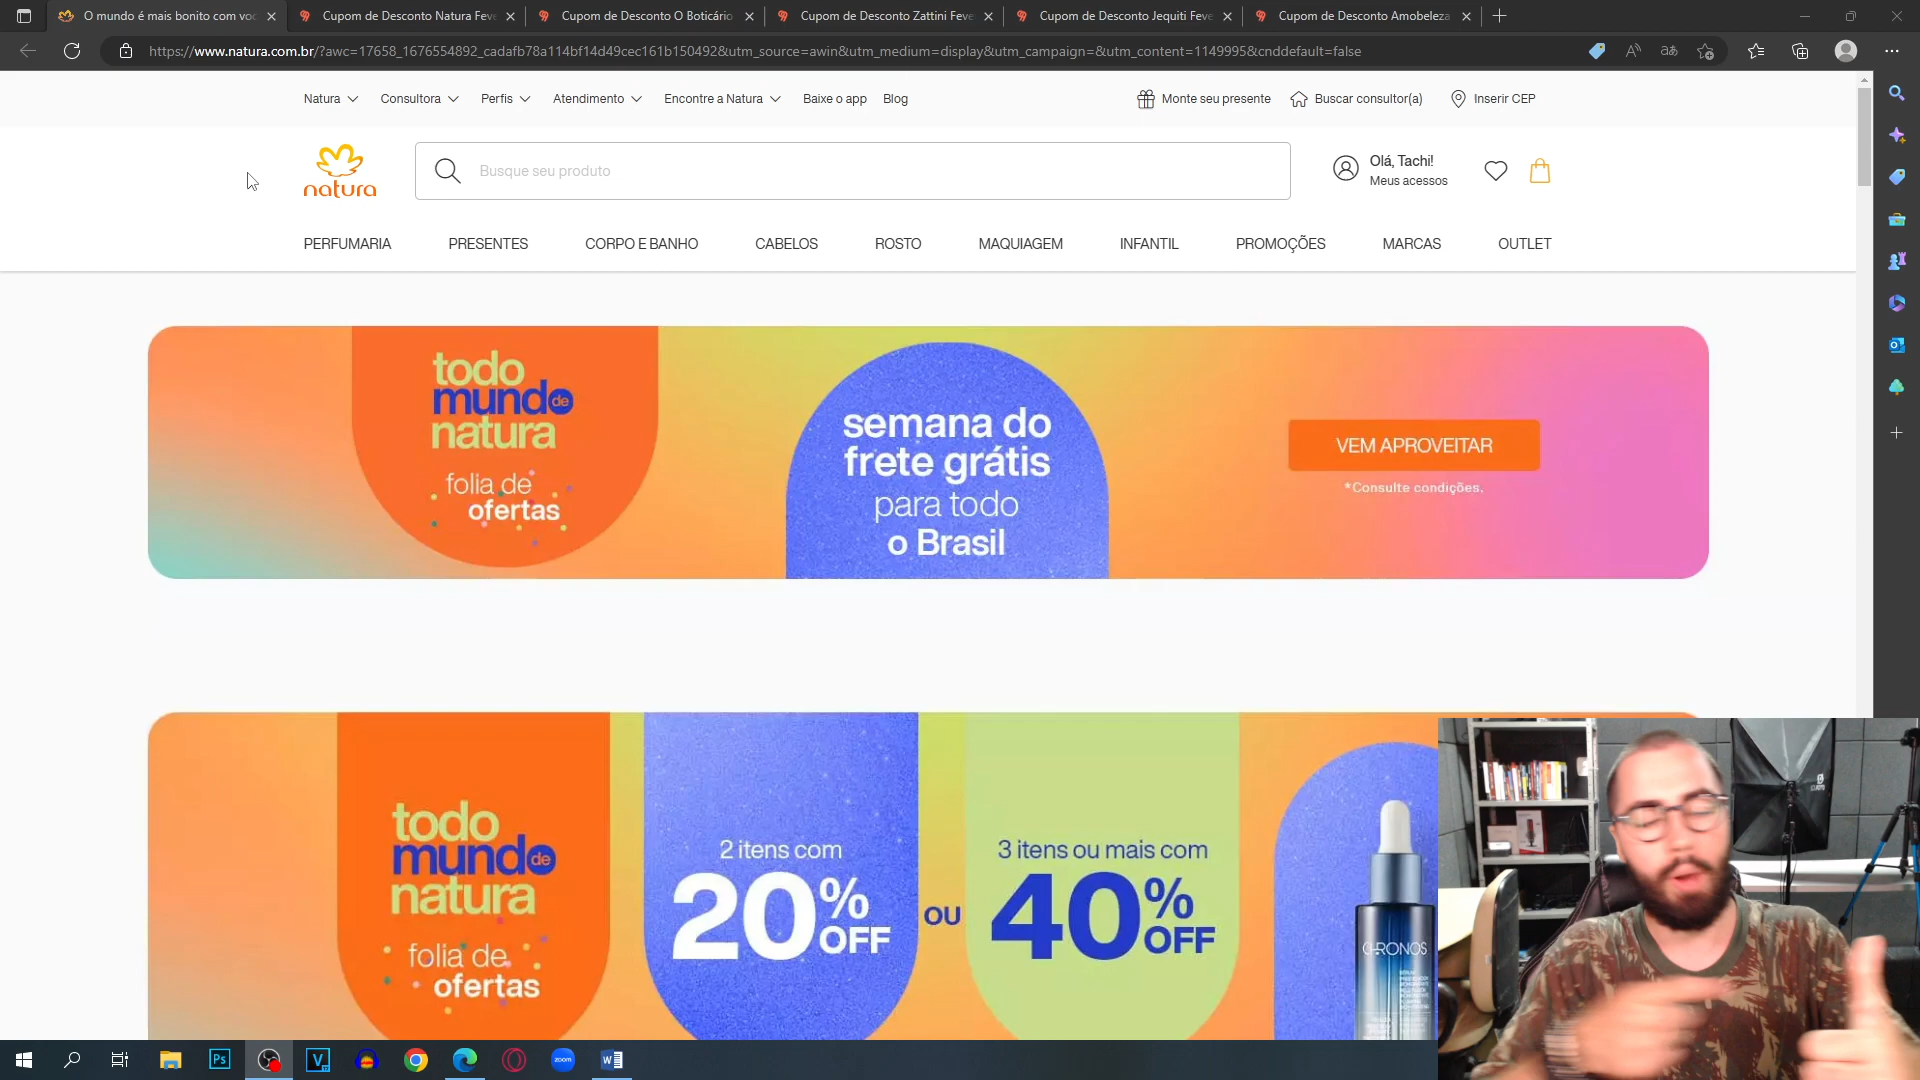 O mundo é mais bonito com voc
Cupom de Desconto Natura Feve
Cupom de Desconto O Boticário
Cupom de Desconto Zattini Feve
Cupom de Desconto Jequiti Feve
Cupom de Desconto Amobeleza
https://www.natura.com.br/?awc=17658_1676554892_cadafb78a114bf14d49cec161b150492&utm_source=awin&utm_medium=display&utm_campaign=&utm_content=1149995&cnddefault=false
Natura
Consultora
Perfis
Atendimento
Encontre a Natura
Baixe o app
Blog
Monte seu presente
Buscar consultor(a)
Inserir CEP
natura
Busque seu produto
Olá, Tachi!
Meus acessos
PERFUMARIA
PRESENTES
CORPO E BANHO
CABELOS
ROSTO
MAQUIAGEM
INFANTIL
PROMOÇÕES
MARCAS
OUTLET
todo
mundo de
natura
folia de
ofertas
semana do
frete grátis
para todo
o Brasil
VEM APROVEITAR
*Consulte condições.
todo
mundo de
natura
folia de
ofertas
2 itens com
20% OFF
OU
3 itens ou mais com
40% OFF
CHRONOS
Ps
V
zoom
W